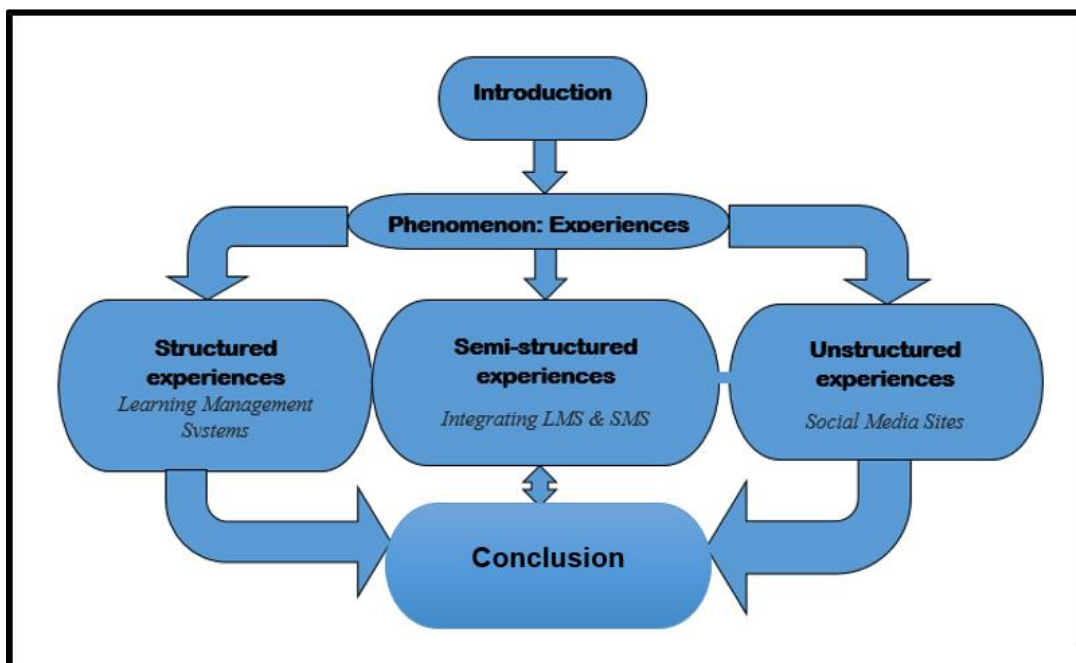 Introduction
Phenomenon: Experiences
Structured
experiences
Learning Management
Systems
Semi-structured
experiences
Integrating LMS & SMS
Unstructured
experiences
Social Media Sites
Conclusion